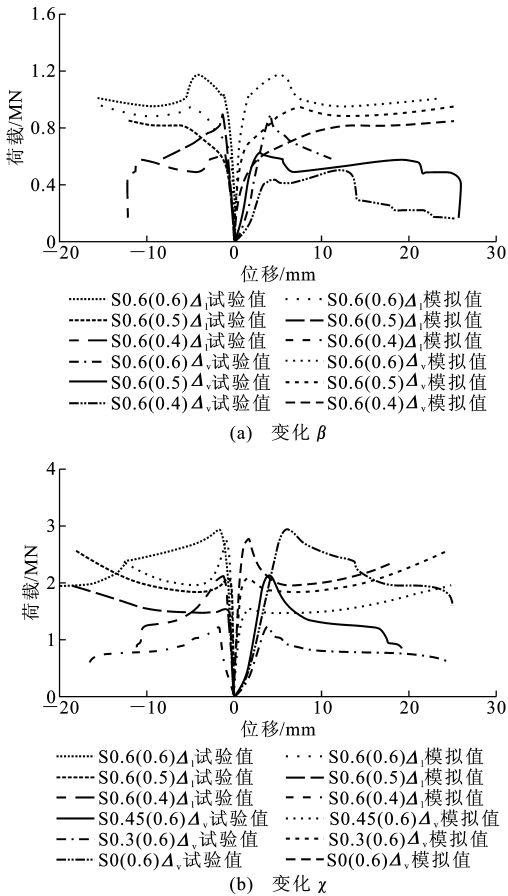 1.6
1.2
0.8
0.4
0
荷载/MN
−20 −10 0 10 20 30
位移/mm
S0.6(0.6)Δl试验值 S0.6(0.6)Δl模拟值
S0.6(0.5)Δl试验值 S0.6(0.5)Δl模拟值
S0.6(0.4)Δl试验值 S0.6(0.4)Δl模拟值
S0.6(0.6)Δv试验值 S0.6(0.6)Δv模拟值
S0.6(0.5)Δv试验值 S0.6(0.5)Δv模拟值
S0.6(0.4)Δv试验值 S0.6(0.4)Δv模拟值
(a) 变化 β
4
3
2
1
0
荷载/MN
−20 −10 0 10 20 30
位移/mm
S0.6(0.6)Δl试验值 S0.6(0.6)Δl模拟值
S0.6(0.5)Δl试验值 S0.6(0.5)Δl模拟值
S0.6(0.4)Δl试验值 S0.6(0.4)Δl模拟值
S0.45(0.6)Δv试验值 S0.45(0.6)Δv模拟值
S0.3(0.6)Δv试验值 S0.3(0.6)Δv模拟值
S0(0.6)Δv试验值 S0(0.6)Δv模拟值
(b) 变化 χ